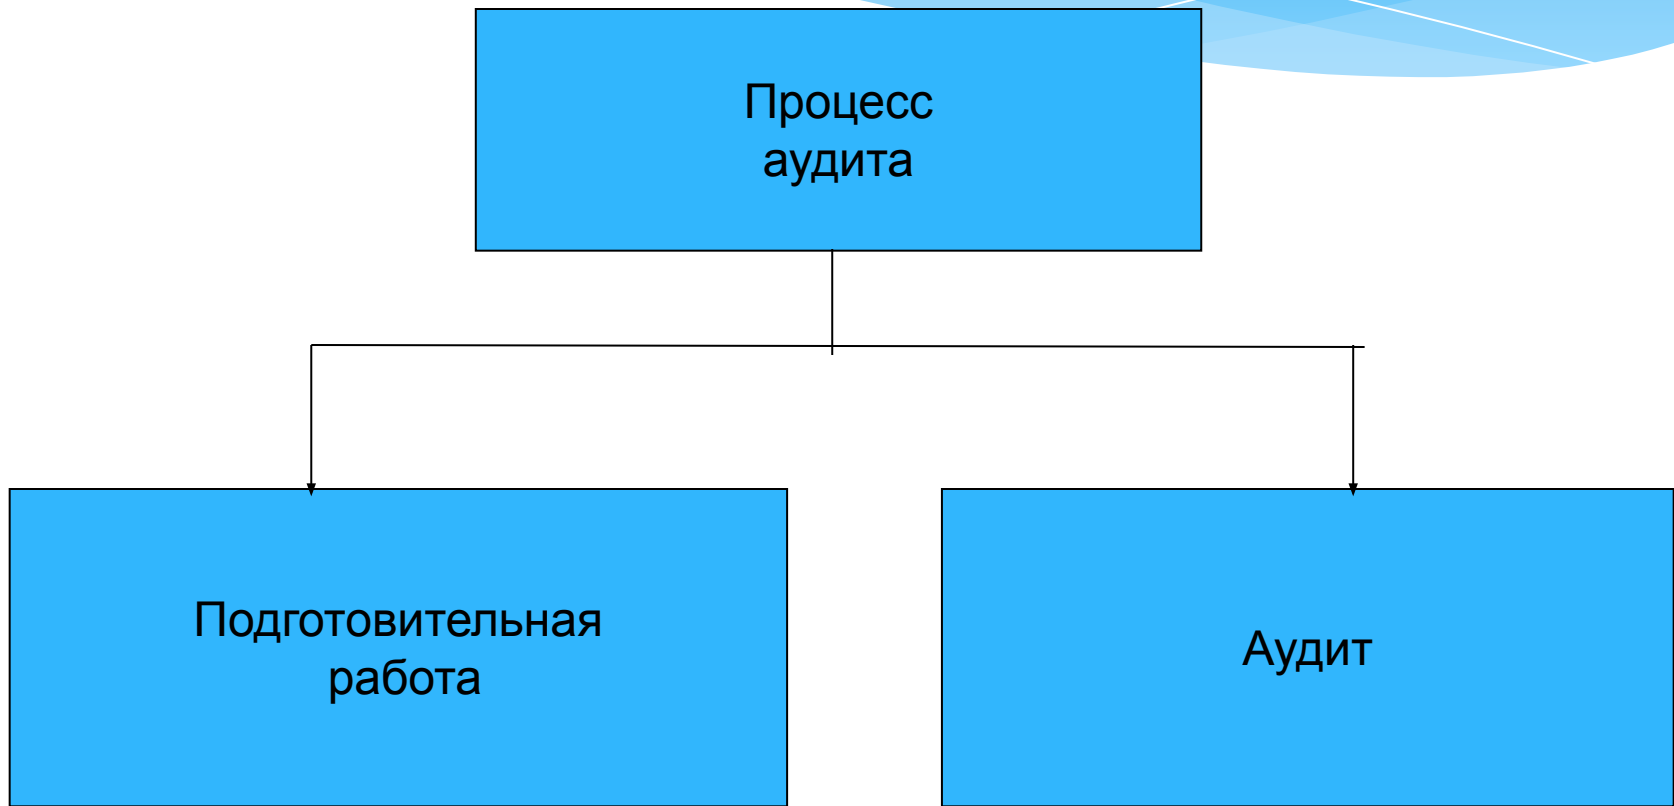 Процесс
аудита
Подготовительная
работа
Аудит